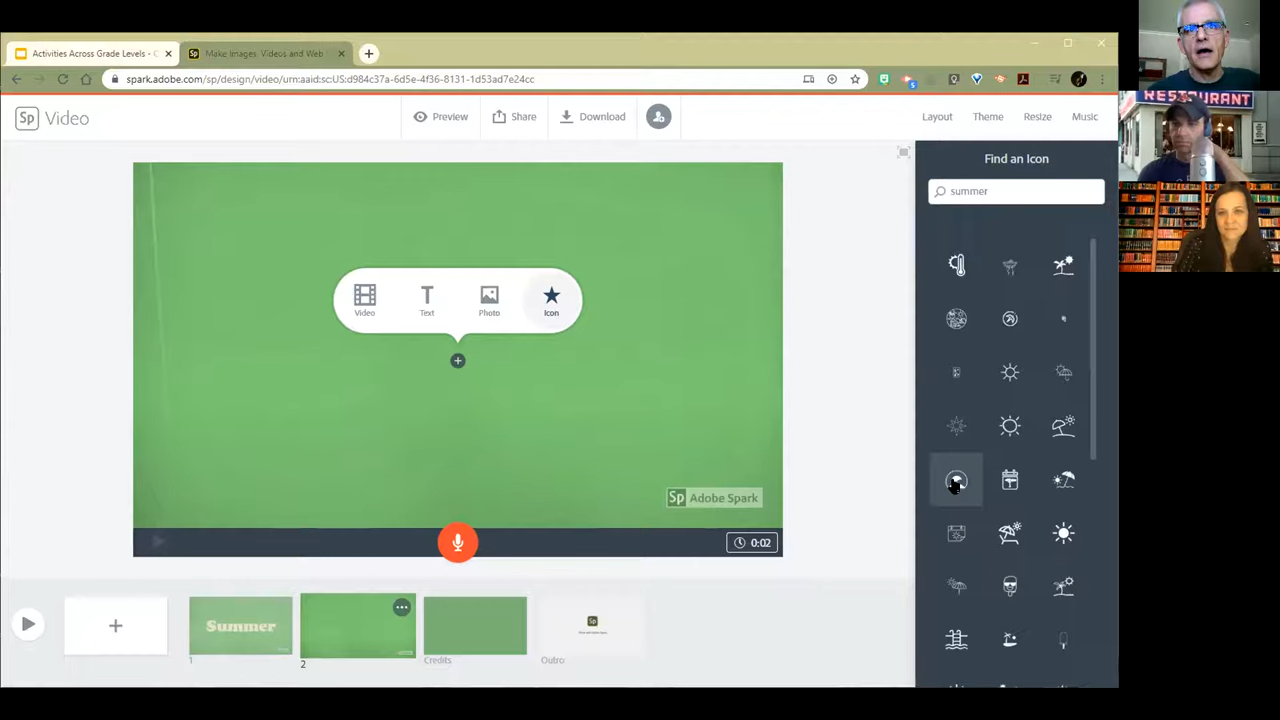 Activities Across Grade Levels - C
Make Images, Videos and Web
spark.adobe.com/sp/design/video/urn:aaid:sc:US:d984c37a-6d5e-4f36-8131-1d53ad7e24cc
Sp Video
Preview
Share
Download
Layout
Theme
Resize
Music
Find an Icon
summer
Video
Text
Photo
Icon
Sp Adobe Spark
0:02
Summer
1
2
Credits
Sp
Outro
RESTAURANT